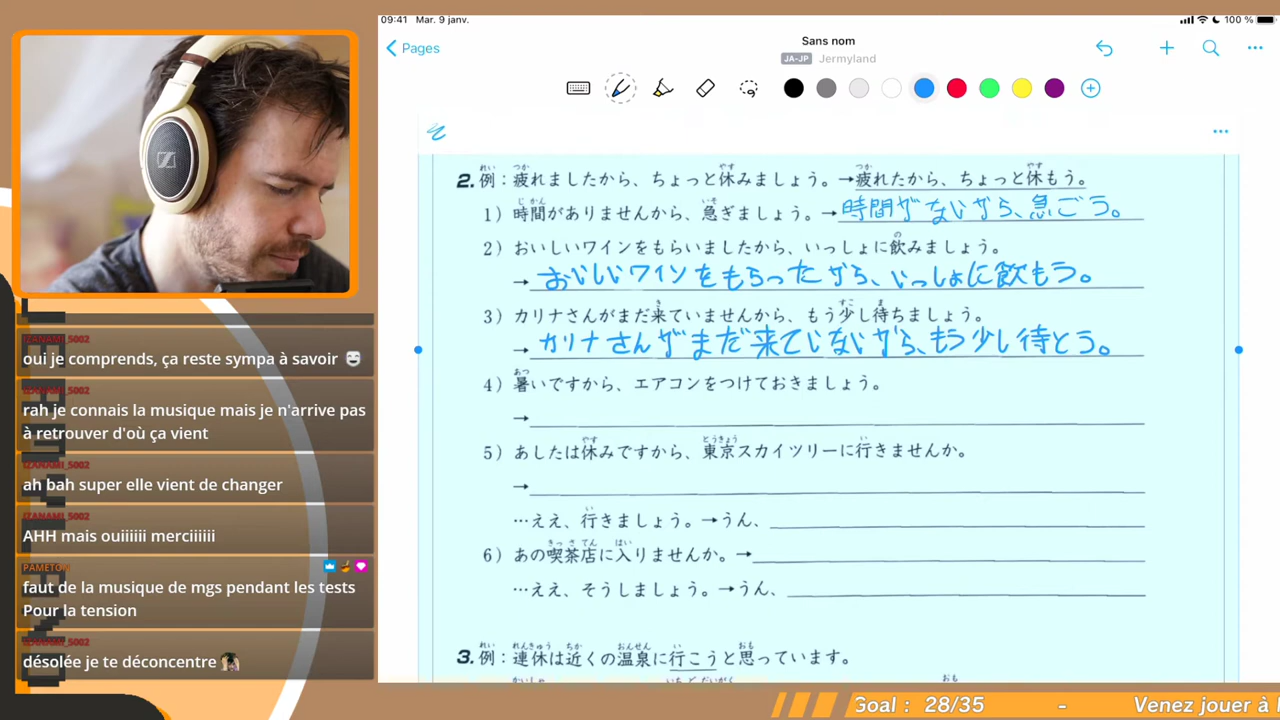 09:41 Mar. 9 janv.
100 %
Pages
Sans nom
JA-JP Jermyland
2. 例：疲れましたから、ちょっと休みましょう。→疲れたから、ちょっと休もう。
1）時間がありませんから、急ぎましょう。→時間がないから、急ごう。
2）おいしいワインをもらいましたから、いっしょに飲みましょう。
→おいしいワインをもらったから、いっしょに飲もう。
3）カリナさんがまだ来ていませんから、もう少し待ちましょう。
→カリナさんがまだ来ていないから、もう少し待とう。
4）暑いですから、エアコンをつけておきましょう。
→
5）あしたは休みですから、東京スカイツリーに行きませんか。
→
…ええ、行きましょう。→うん、
6）あの喫茶店に入りませんか。→
…ええ、そうしましょう。→うん、
3. 例：連休は近くの温泉に行こうと思っています。
IZANAMI_5002
oui je comprends, ça reste sympa à savoir
IZANAMI_5002
rah je connais la musique mais je n'arrive pas
à retrouver d'où ça vient
IZANAMI_5002
ah bah super elle vient de changer
IZANAMI_5002
AHH mais ouiiiiii merciiiiii
PAMETON
faut de la musique de mgs pendant les tests
Pour la tension
IZANAMI_5002
désolée je te déconcentre
Goal : 28/35 - Venez jouer à